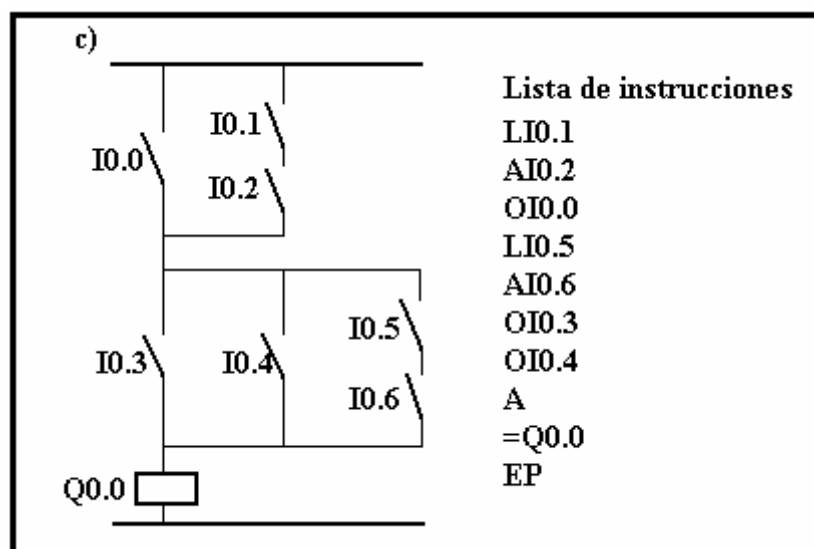 c)
I0.1
I0.0
I0.2
I0.5
I0.3
I0.4
I0.6
Q0.0
Lista de instrucciones
LI0.1
AI0.2
OI0.0
LI0.5
AI0.6
OI0.3
OI0.4
A
=Q0.0
EP